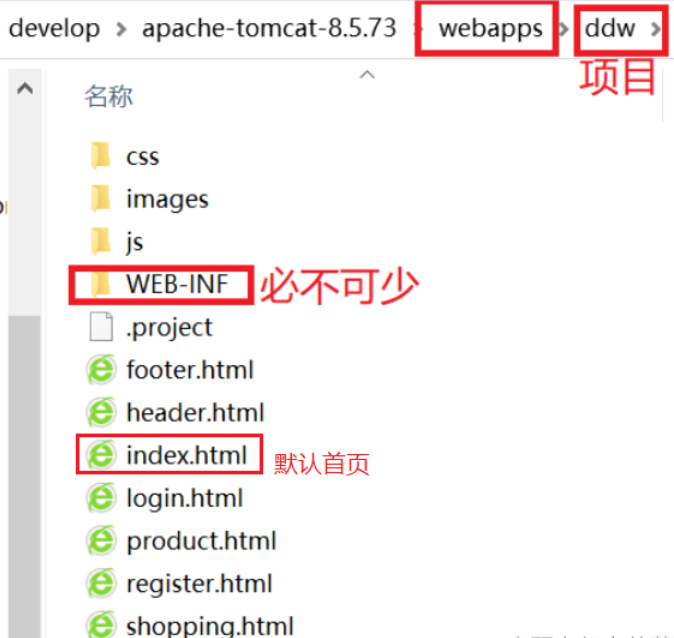 develop > apache-tomcat-8.5.73 > webapps > ddw >
项目
名称
css
images
js
WEB-INF 必不可少
.project
footer.html
header.html
index.html 默认首页
login.html
product.html
register.html
shopping.html